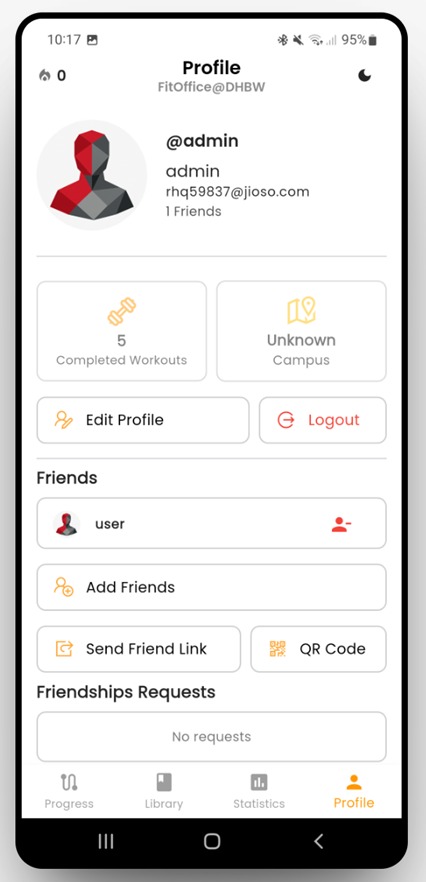 10:17 95%
0
Profile
FitOffice@DHBW
@admin
admin
rhq59837@jioso.com
1 Friends
5
Completed Workouts
Unknown
Campus
Edit Profile
Logout
Friends
user
Add Friends
Send Friend Link
QR Code
Friendships Requests
No requests
Progress
Library
Statistics
Profile